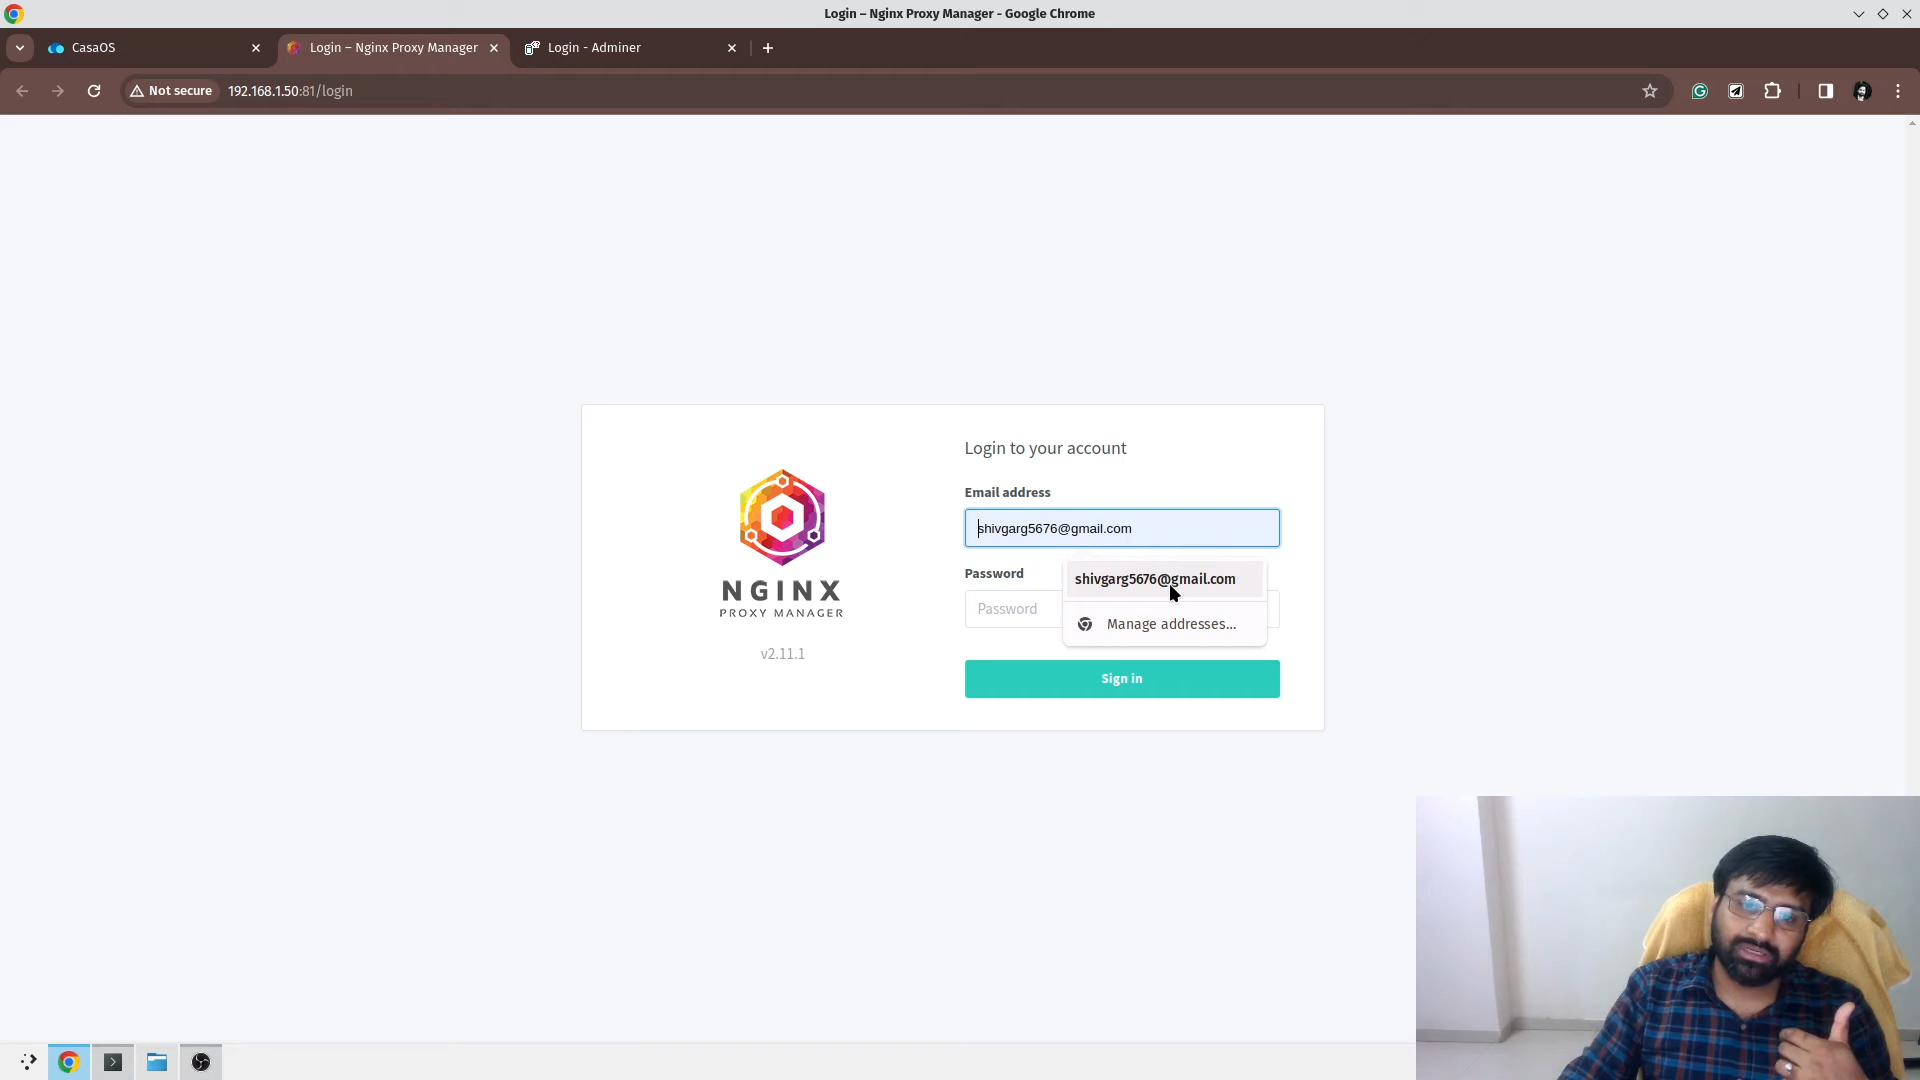 Login – Nginx Proxy Manager - Google Chrome
CasaOS
Login – Nginx Proxy Manager
Login - Adminer
Not secure
192.168.1.50:81/login
Login to your account
Email address
shivgarg5676@gmail.com
Password
shivgarg5676@gmail.com
Password
Manage addresses...
Sign in
NGINX
PROXY MANAGER
v2.11.1